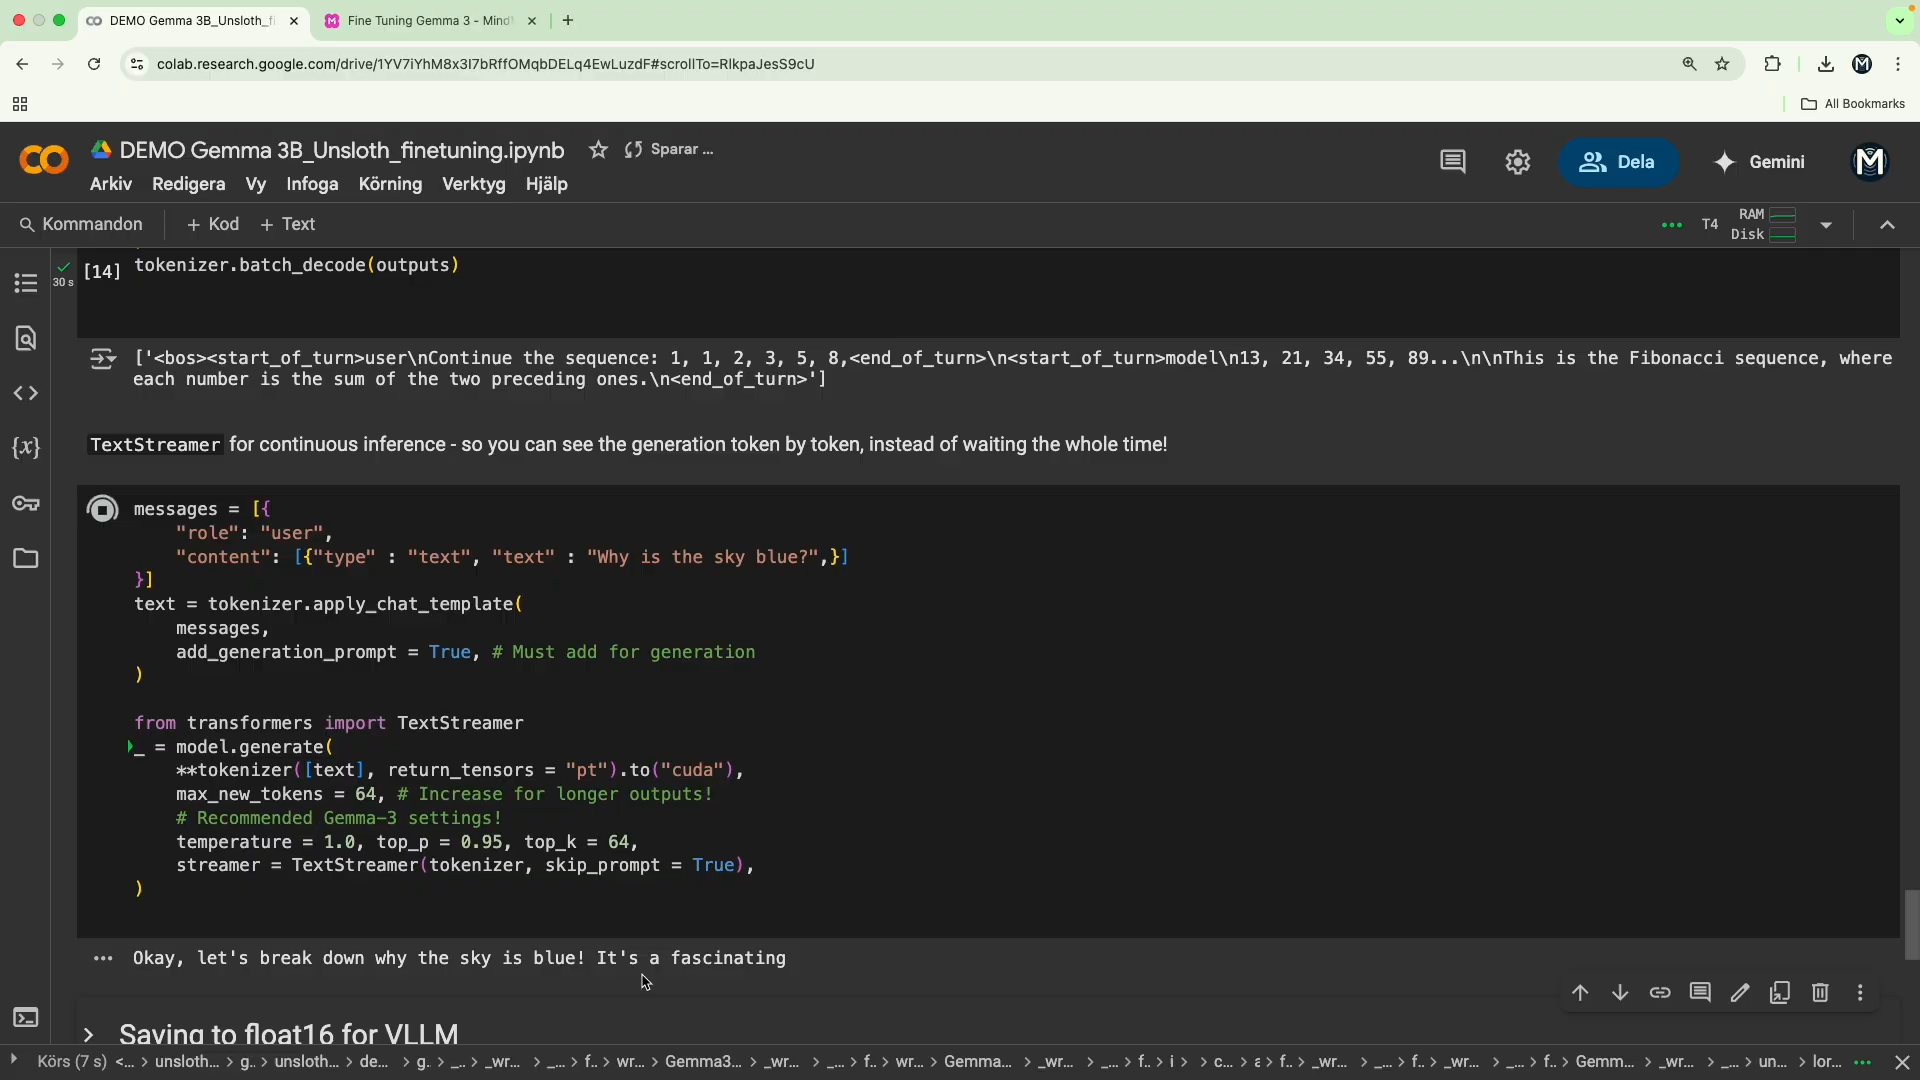 DEMO Gemma 3B_Unsloth_fi
Fine Tuning Gemma 3 - Mind
colab.research.google.com/drive/1YV7iYhM8x3I7bRffOMqbDELq4EwLuzdF#scrollTo=RIkpaJesS9cU
All Bookmarks
DEMO Gemma 3B_Unsloth_finetuning.ipynb
Sparar ...
Arkiv Redigera Vy Infoga Körning Verktyg Hjälp
Dela
Gemini
Kommandon
+ Kod + Text
T4
RAM
Disk
30 s
[14]
tokenizer.batch_decode(outputs)
['<bos><start_of_turn>user\nContinue the sequence: 1, 1, 2, 3, 5, 8,<end_of_turn>\n<start_of_turn>model\n13, 21, 34, 55, 89...\n\nThis is the Fibonacci sequence, where
each number is the sum of the two preceding ones.\n<end_of_turn>']
TextStreamer for continuous inference - so you can see the generation token by token, instead of waiting the whole time!
messages = [{
"role": "user",
"content": [{"type" : "text", "text" : "Why is the sky blue?",}]
}]
text = tokenizer.apply_chat_template(
messages,
add_generation_prompt = True, # Must add for generation
)
from transformers import TextStreamer
_ = model.generate(
**tokenizer([text], return_tensors = "pt").to("cuda"),
max_new_tokens = 64, # Increase for longer outputs!
# Recommended Gemma-3 settings!
temperature = 1.0, top_p = 0.95, top_k = 64,
streamer = TextStreamer(tokenizer, skip_prompt = True),
)
Okay, let's break down why the sky is blue! It's a fascinating
Saving to float16 for VLLM
Körs (7 s) <... > unsloth... > g.. > unsloth... > de... > g.. > _.. > _wr... > _... > f.. > wr... > Gemma3... > _wr... > _... > f.. > wr... > Gemma... > _wr... > _... > f.. > i > > c... > a > f.. > _wr... > _... > f.. > _wr... > _... > f.. > Gemm... > _wr... > _... > un... > lor...